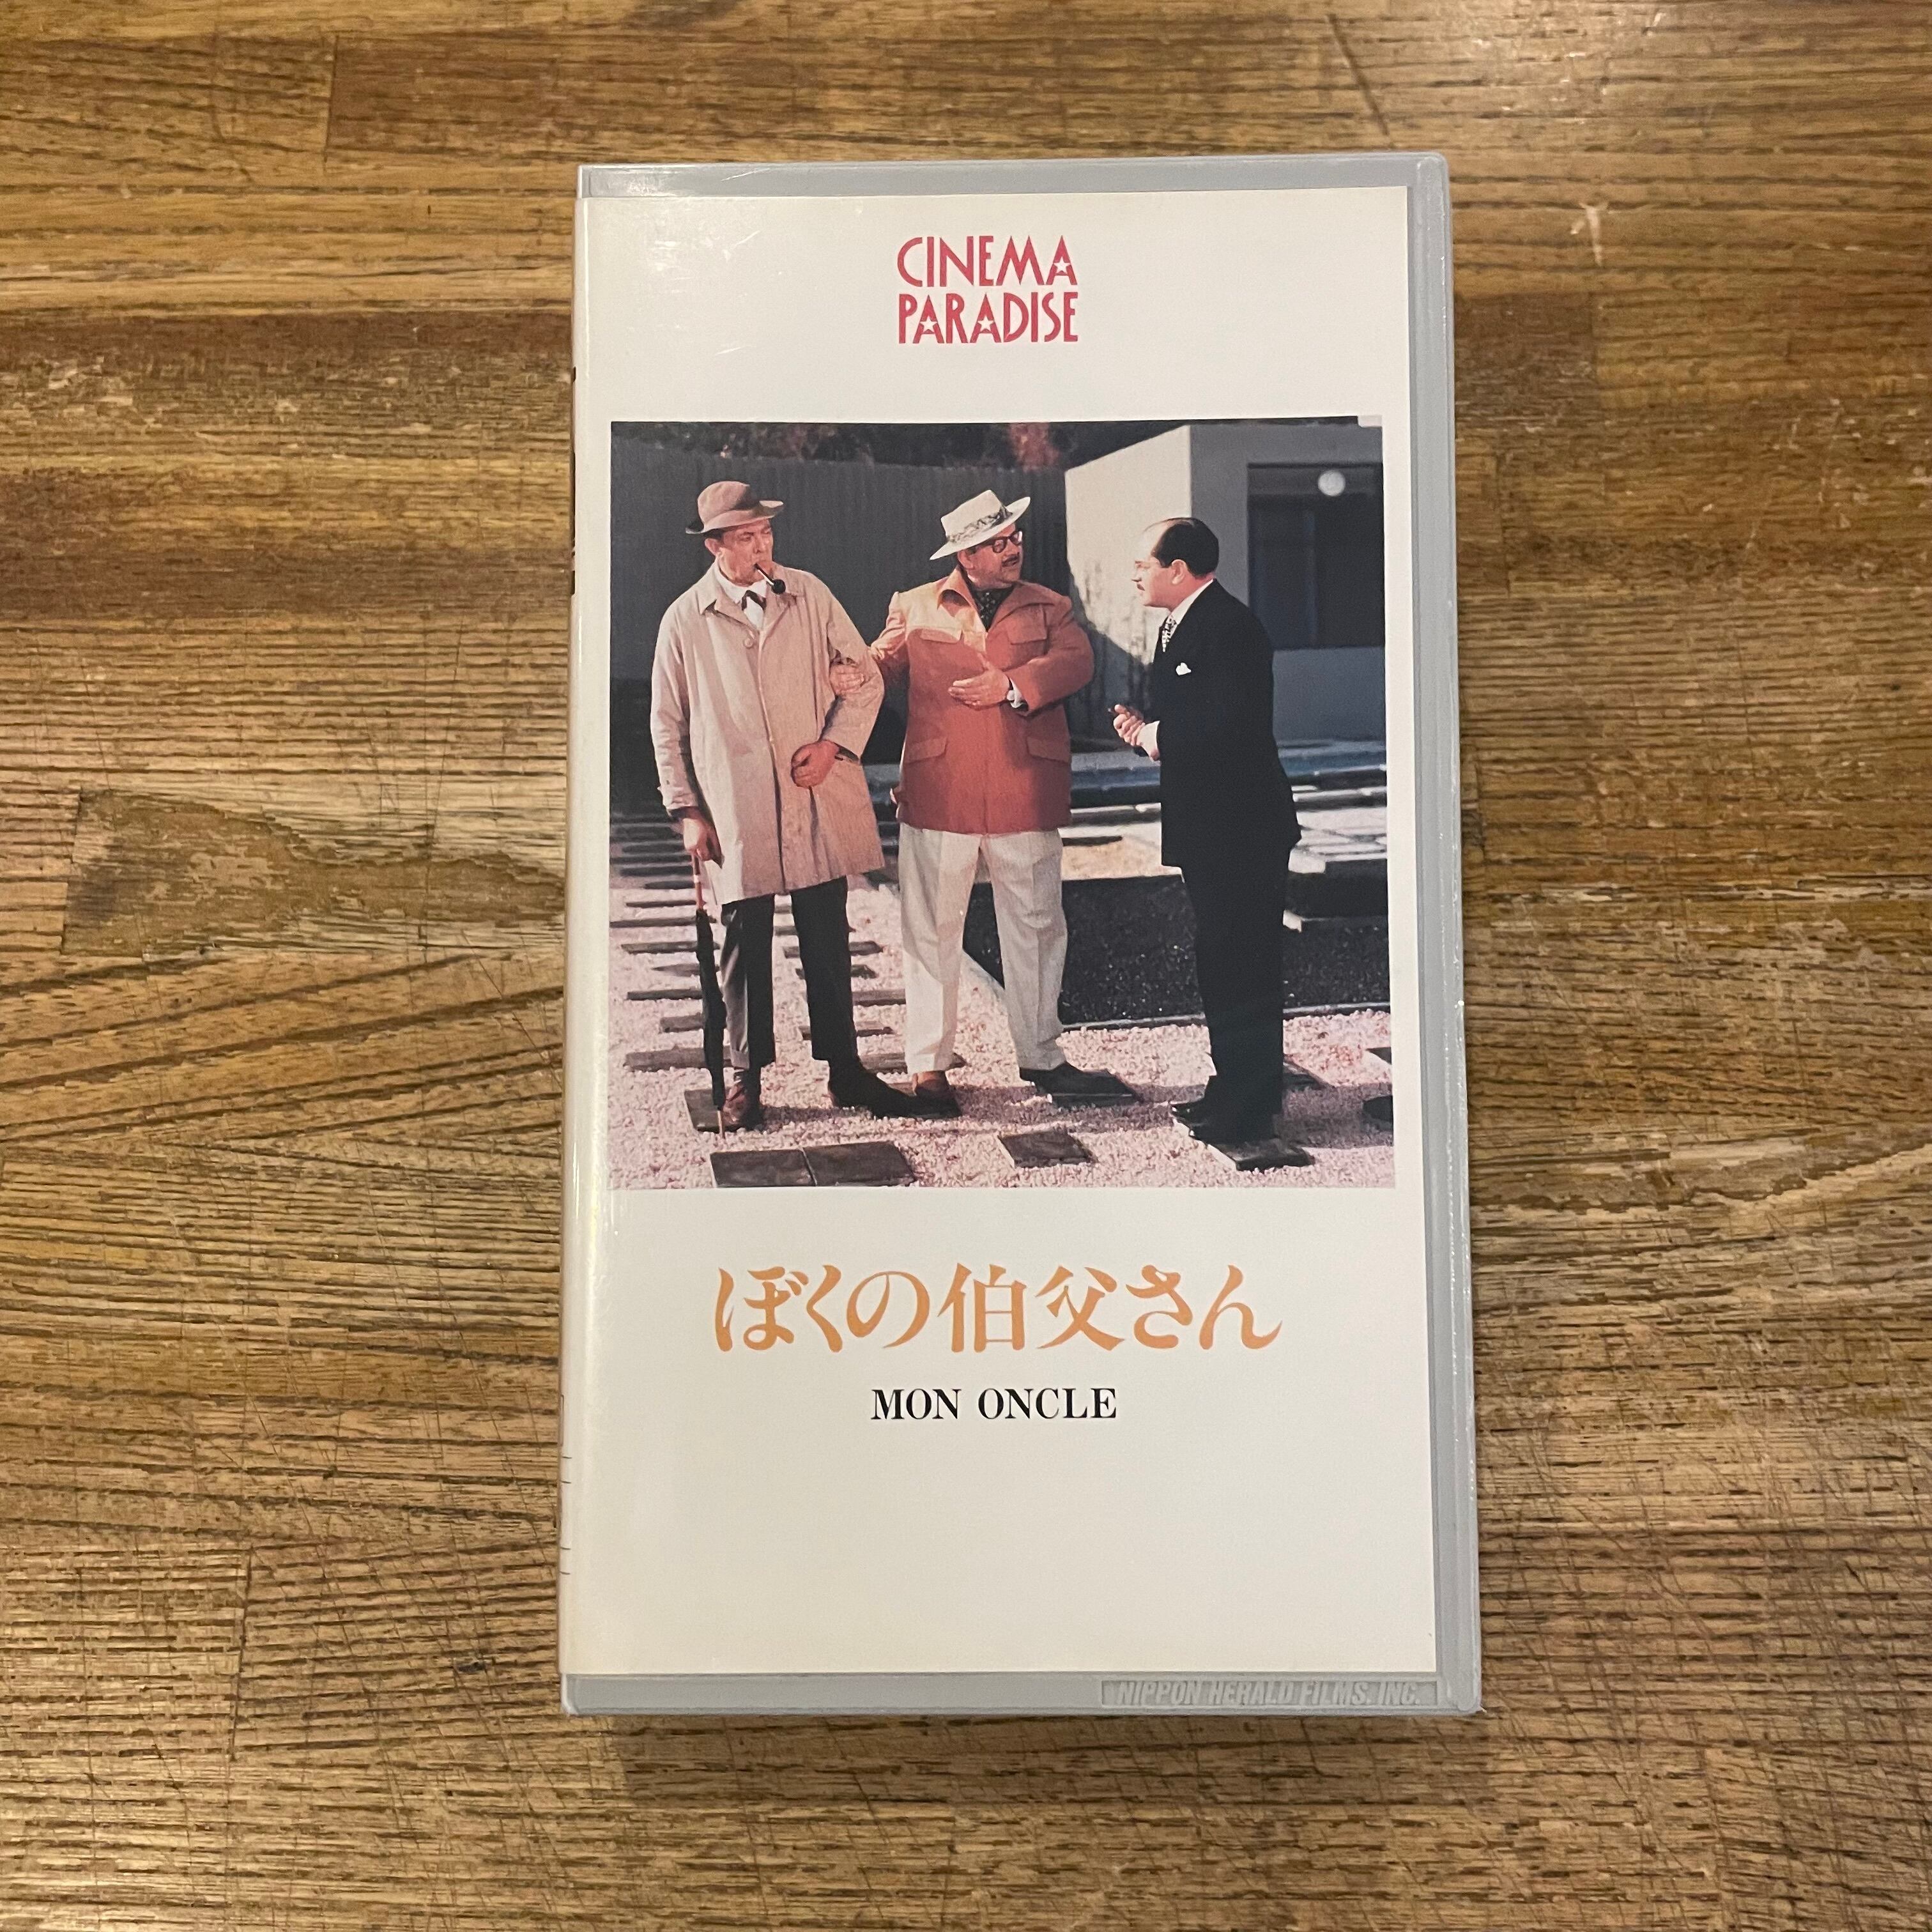 CINEMA
PARADISE
ぼくの伯父さん
MON ONCLE
NIPPON HERALD FILMS. INC.